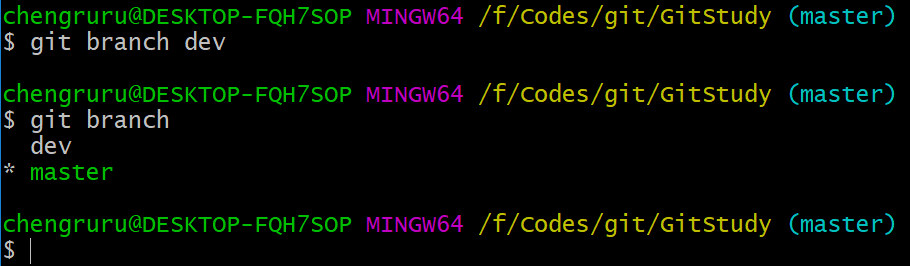 chengruru@DESKTOP-FQH7SOP MINGW64 /f/Codes/git/GitStudy (master)
$ git branch dev
chengruru@DESKTOP-FQH7SOP MINGW64 /f/Codes/git/GitStudy (master)
$ git branch
  dev
* master
chengruru@DESKTOP-FQH7SOP MINGW64 /f/Codes/git/GitStudy (master)
$